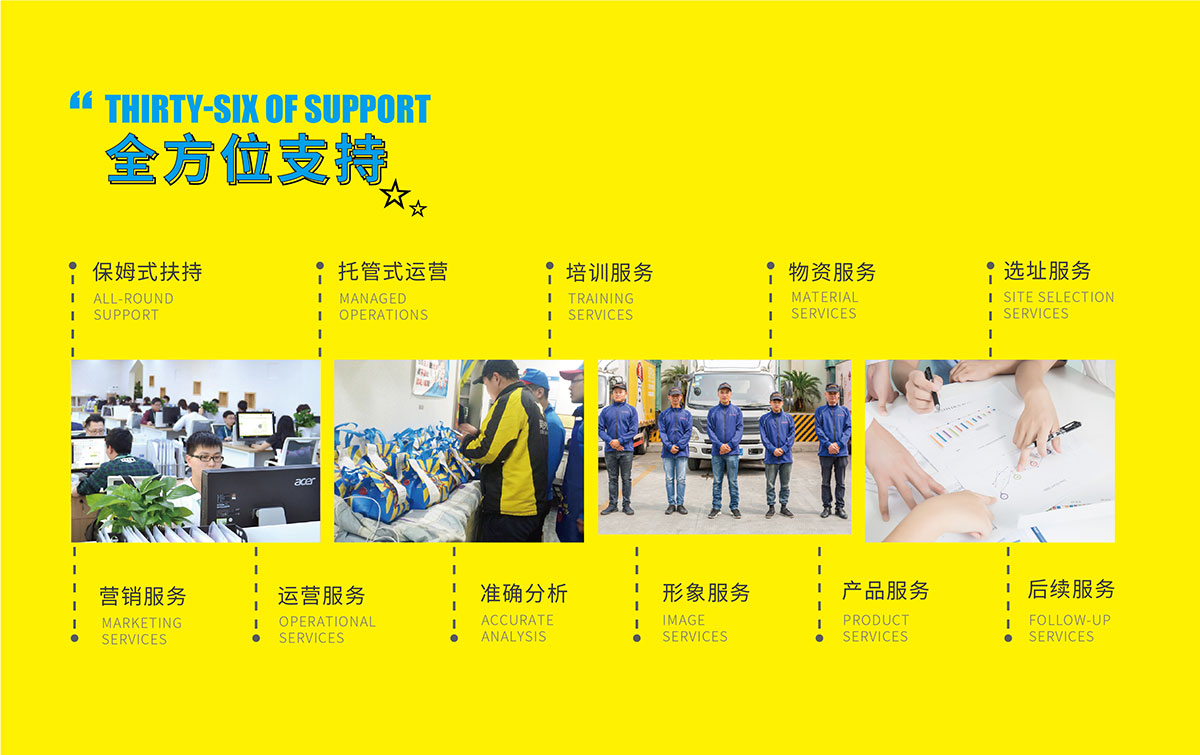 THIRTY-SIX OF SUPPORT
全方位支持
保姆式扶持
ALL-ROUND
SUPPORT
托管式运营
MANAGED
OPERATIONS
培训服务
TRAINING
SERVICES
物资服务
MATERIAL
SERVICES
选址服务
SITE SELECTION
SERVICES
acer
营销服务
MARKETING
SERVICES
运营服务
OPERATIONAL
SERVICES
准确分析
ACCURATE
ANALYSIS
形象服务
IMAGE
SERVICES
产品服务
PRODUCT
SERVICES
后续服务
FOLLOW-UP
SERVICES